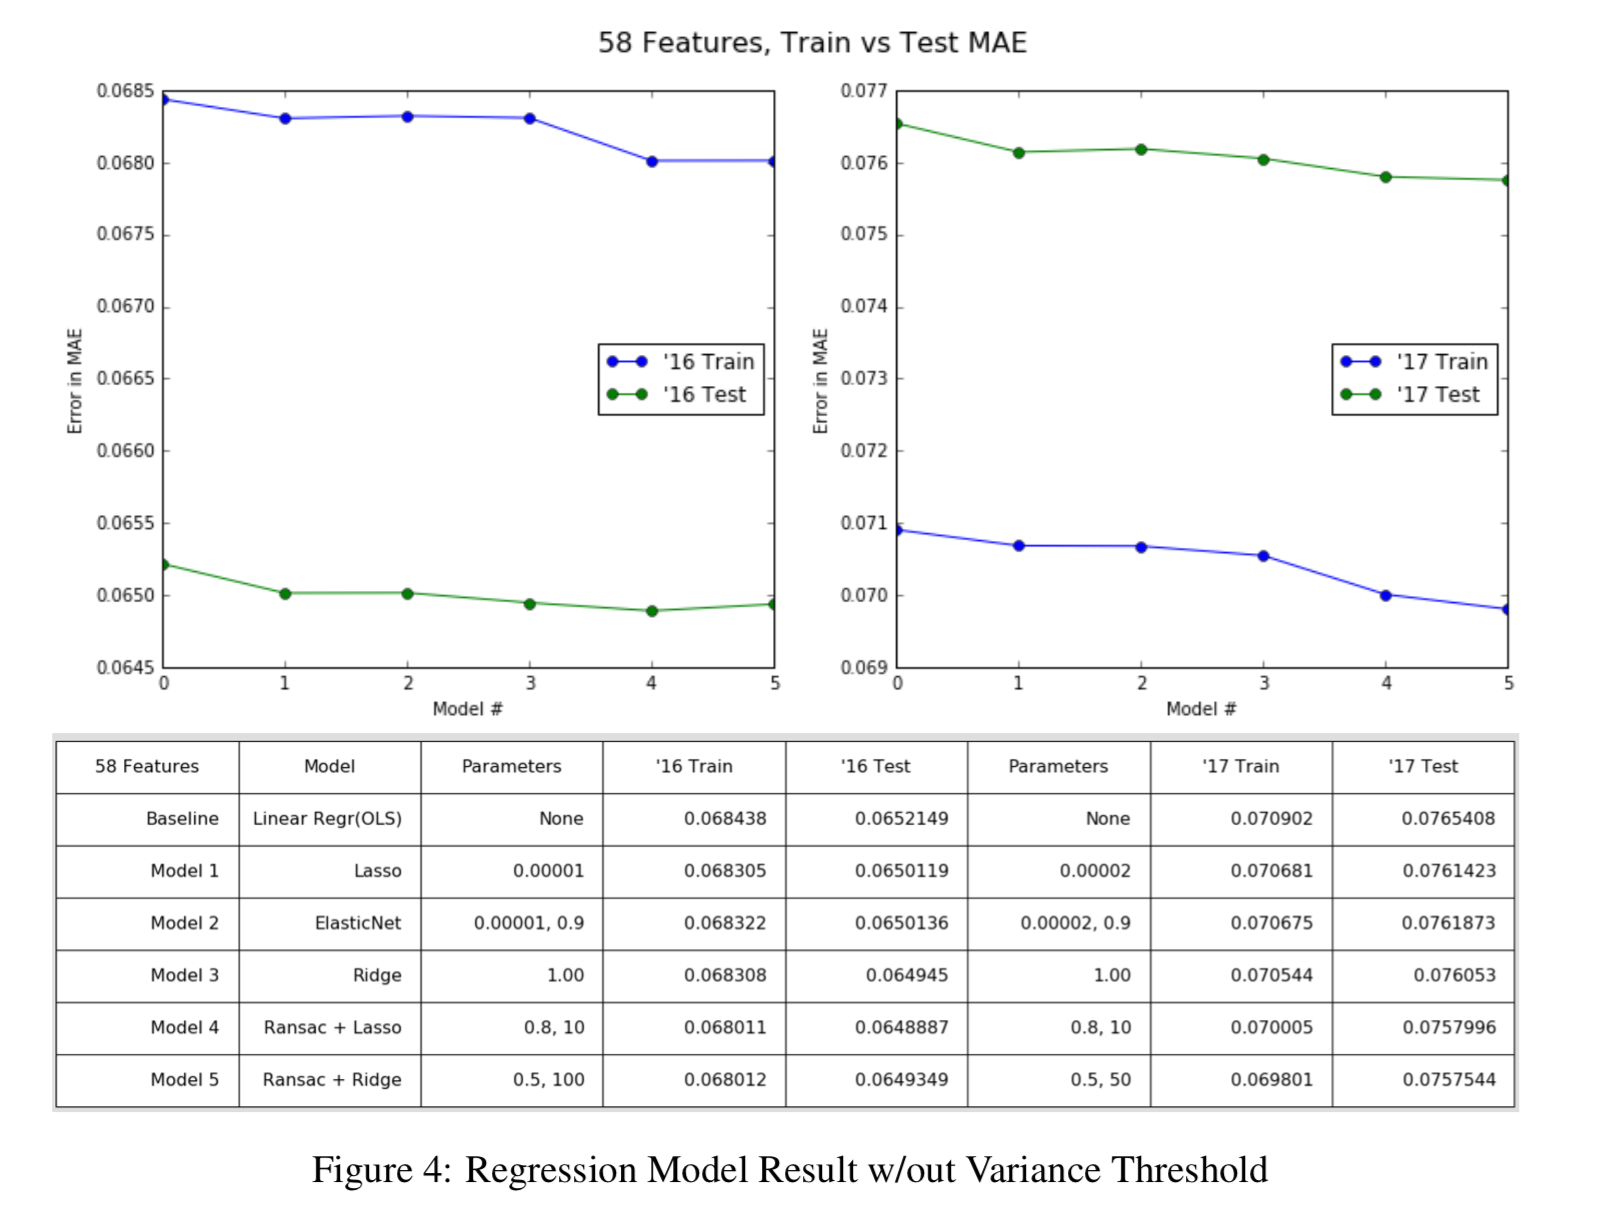 58 Features, Train vs Test MAE
0.0685
0.0680
0.0675
0.0670
0.0665
0.0660
0.0655
0.0650
0.0645
Error in MAE
0 1 2 3 4 5
Model #
'16 Train
'16 Test
0.077
0.076
0.075
0.074
0.073
0.072
0.071
0.070
0.069
Error in MAE
0 1 2 3 4 5
Model #
'17 Train
'17 Test
58 Features Model Parameters '16 Train '16 Test Parameters '17 Train '17 Test
Baseline Linear Regr(OLS) None 0.068438 0.0652149 None 0.070902 0.0765408
Model 1 Lasso 0.00001 0.068305 0.0650119 0.00002 0.070681 0.0761423
Model 2 ElasticNet 0.00001, 0.9 0.068322 0.0650136 0.00002, 0.9 0.070675 0.0761873
Model 3 Ridge 1.00 0.068308 0.064945 1.00 0.070544 0.076053
Model 4 Ransac + Lasso 0.8, 10 0.068011 0.0648887 0.8, 10 0.070005 0.0757996
Model 5 Ransac + Ridge 0.5, 100 0.068012 0.0649349 0.5, 50 0.069801 0.0757544
Figure 4: Regression Model Result w/out Variance Threshold